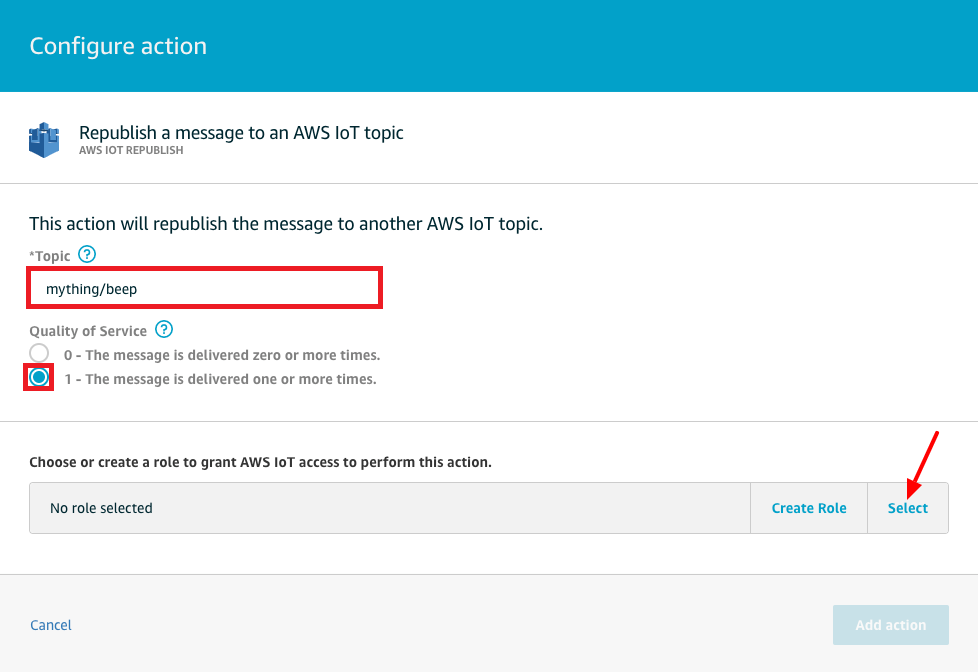 Configure action
Republish a message to an AWS IoT topic
AWS IOT REPUBLISH
This action will republish the message to another AWS IoT topic.
*Topic ?
mything/beep
Quality of Service ?
0 - The message is delivered zero or more times.
1 - The message is delivered one or more times.
Choose or create a role to grant AWS IoT access to perform this action.
No role selected Create Role Select
Cancel Add action